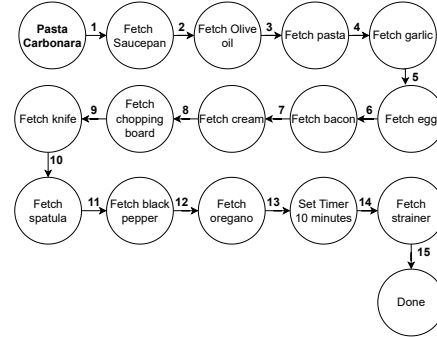 Pasta
Carbonara
1
Fetch
Saucepan
2
Fetch Olive
oil
3
Fetch pasta
4
Fetch garlic
5
Fetch egg
6
Fetch bacon
7
Fetch cream
8
Fetch
chopping
board
9
Fetch knife
10
Fetch
spatula
11
Fetch black
pepper
12
Fetch
oregano
13
Set Timer
10 minutes
14
Fetch
strainer
15
Done